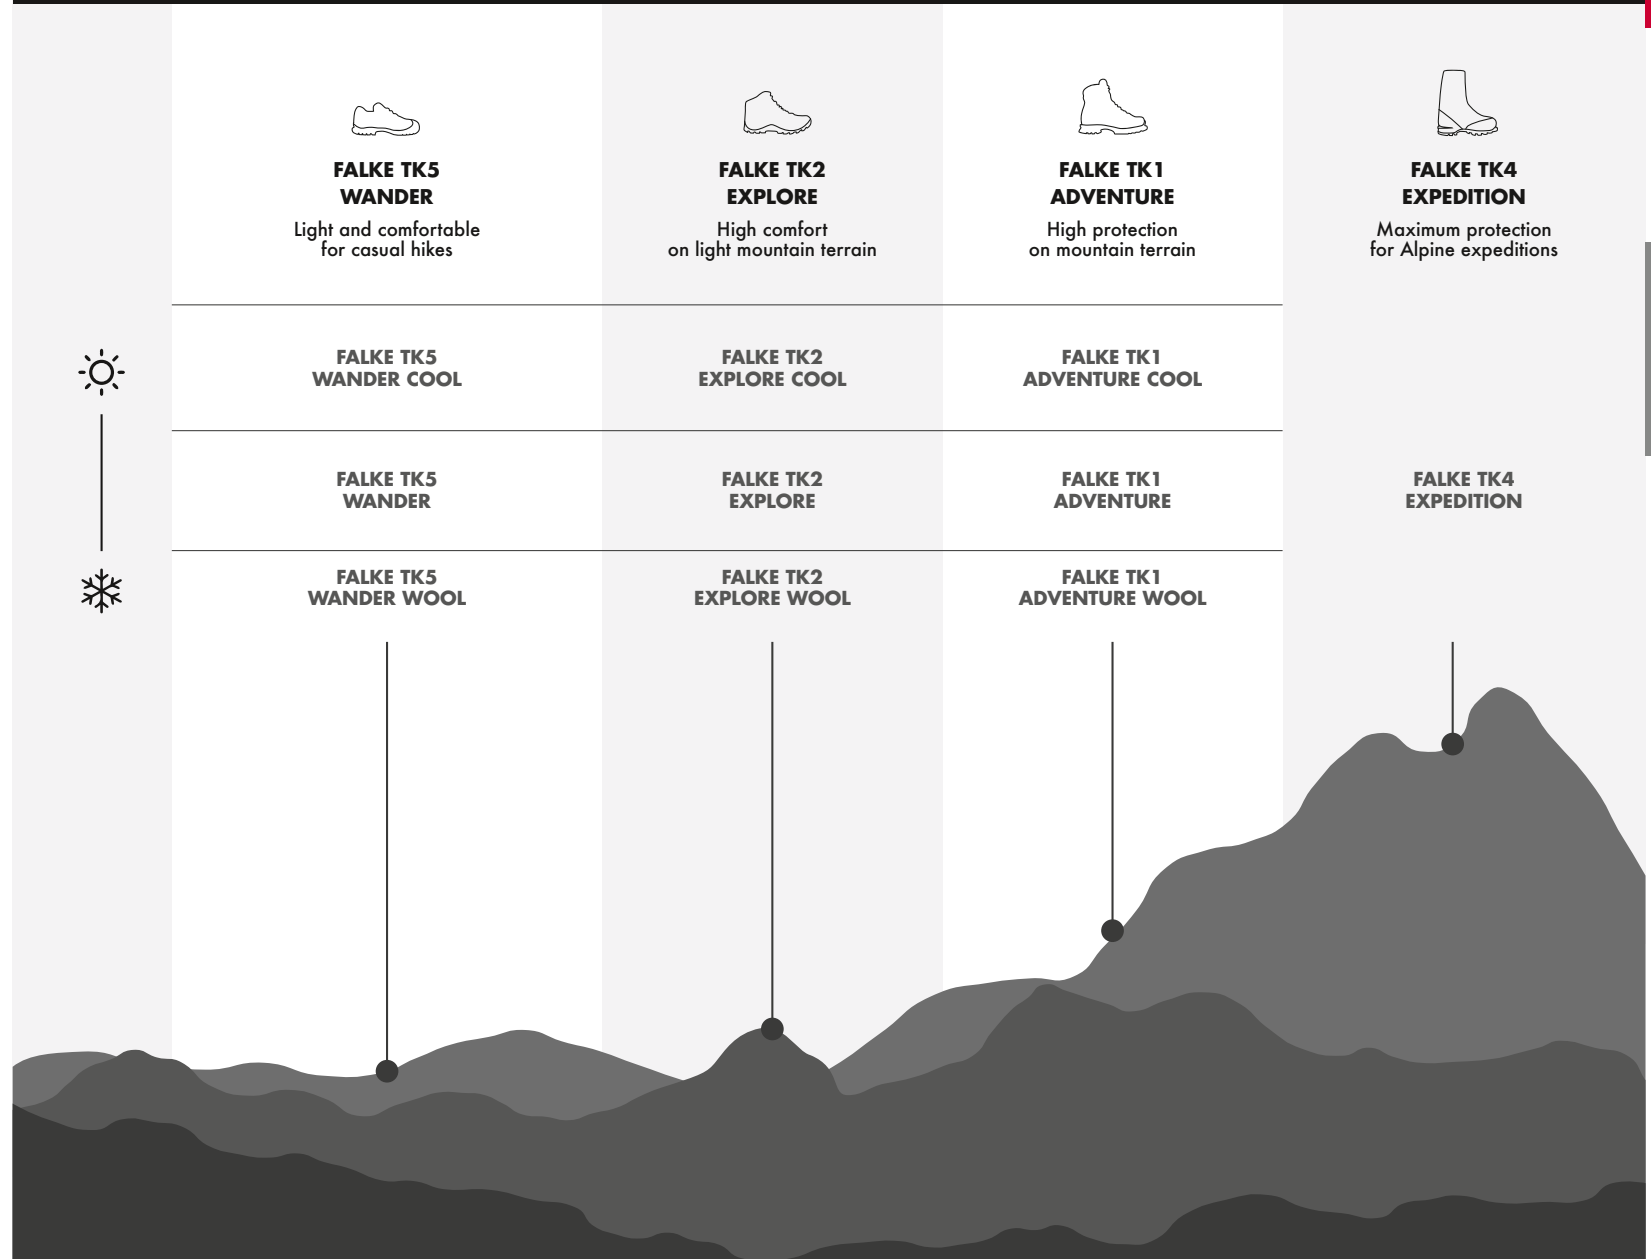 FALKE TK5
WANDER
Light and comfortable
for casual hikes
FALKE TK2
EXPLORE
High comfort
on light mountain terrain
FALKE TK1
ADVENTURE
High protection
on mountain terrain
FALKE TK4
EXPEDITION
Maximum protection
for Alpine expeditions
FALKE TK5
WANDER COOL
FALKE TK2
EXPLORE COOL
FALKE TK1
ADVENTURE COOL
FALKE TK5
WANDER
FALKE TK2
EXPLORE
FALKE TK1
ADVENTURE
FALKE TK4
EXPEDITION
FALKE TK5
WANDER WOOL
FALKE TK2
EXPLORE WOOL
FALKE TK1
ADVENTURE WOOL